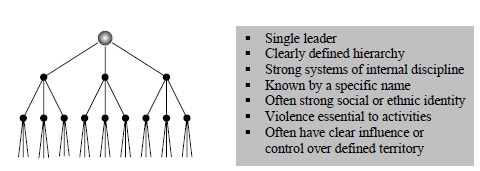 ▪ Single leader
▪ Clearly defined hierarchy
▪ Strong systems of internal discipline
▪ Known by a specific name
▪ Often strong social or ethnic identity
▪ Violence essential to activities
▪ Often have clear influence or
control over defined territory